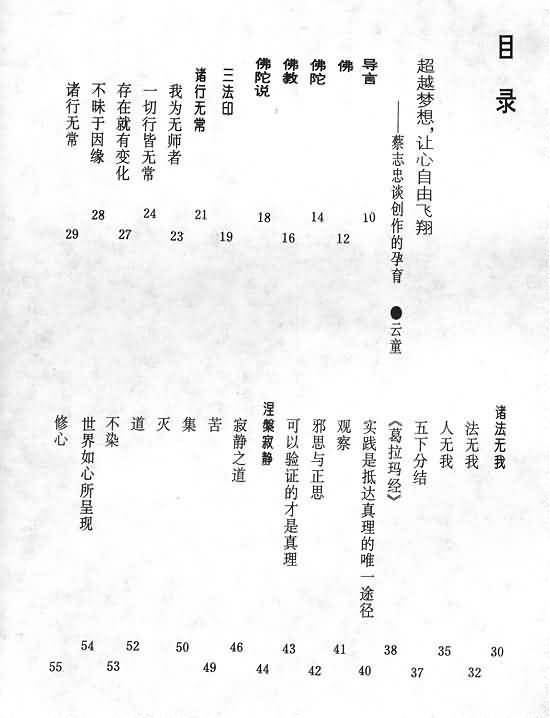 目录
超越梦想，让心自由飞翔
——蔡志忠谈创作的孕育 ●云童
导言 10
佛 12
佛陀 14
佛教 16
佛陀说 18
三法印 19
诸行无常 21
我为无师者 23
一切行皆无常 24
存在就有变化 27
不昧于因缘 28
诸行无常 29
诸法无我 30
法无我 32
人无我 35
五下分结 37
《葛拉玛经》 38
实践是抵达真理的唯一途径 40
观察 41
邪思与正思 42
可以验证的才是真理 43
涅槃寂静 44
寂静之道 46
苦 49
集 50
灭
道 52
不染 53
世界如心所呈现 54
修心 55